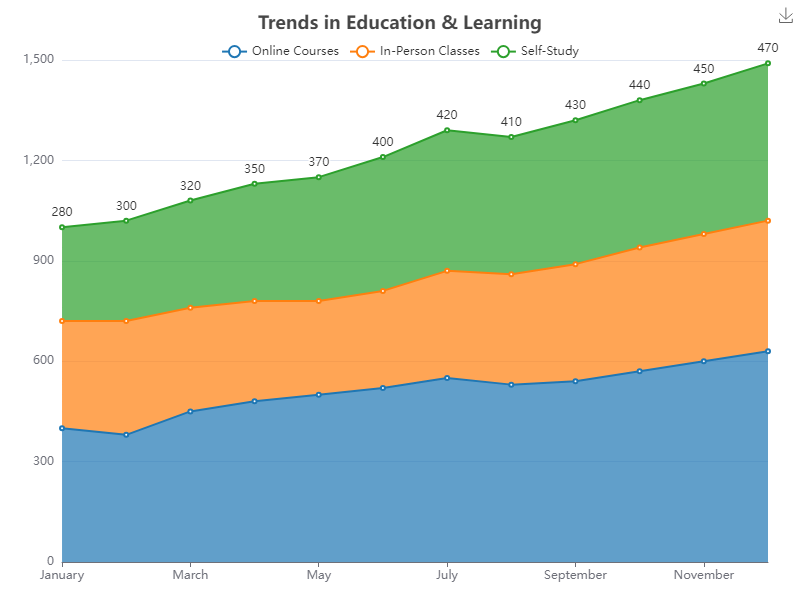 Trends in Education & Learning
Online Courses In-Person Classes Self-Study
1,500
1,200
900
600
300
0
280 300 320 350 370 400 420 410 430 440 450 470
January March May July September November